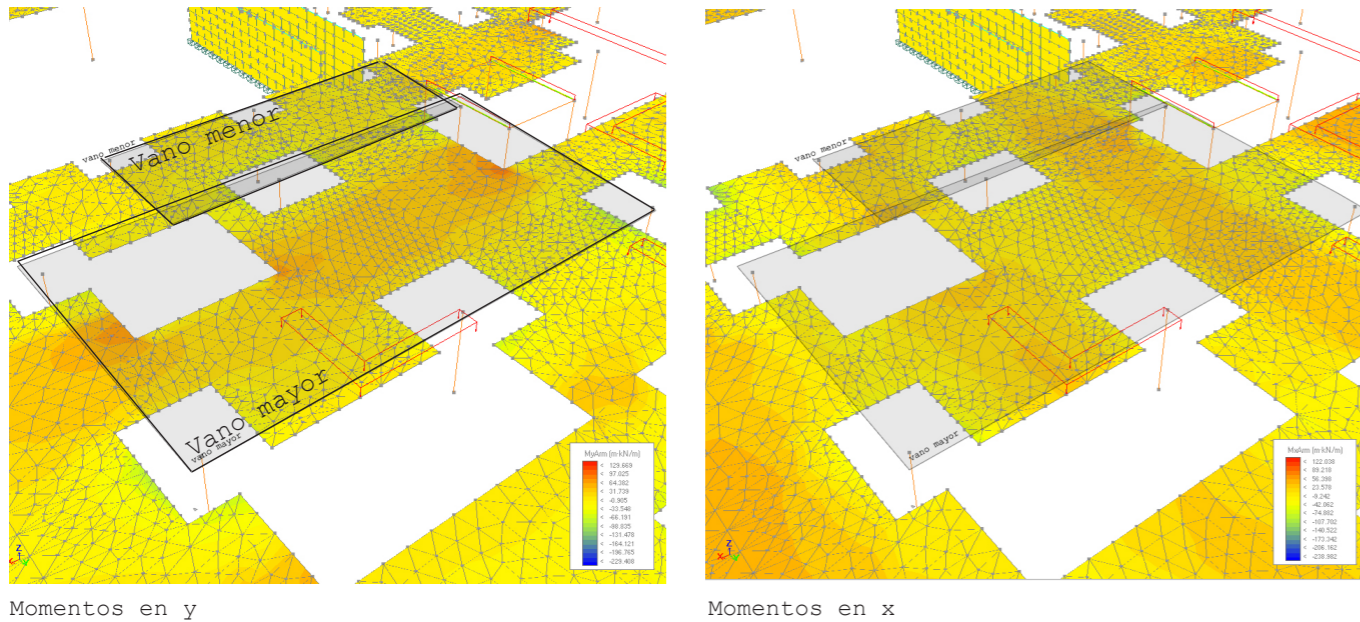 vano menor
Vano menor
Vano mayor
vano mayor
MyArm (m·kN/m)
< 129.669
< 97.025
< 64.382
< 31.739
< -0.905
< -33.548
< -66.191
< -98.835
< -131.478
< -164.121
< -196.765
< -229.408
z
x
y
Momentos en y
vano menor
vano mayor
MxArm (m·kN/m)
< 122.038
< 89.218
< 56.398
< 23.578
< -9.242
< -42.062
< -74.882
< -107.702
< -140.522
< -173.342
< -206.162
< -238.982
z
x
y
Momentos en x